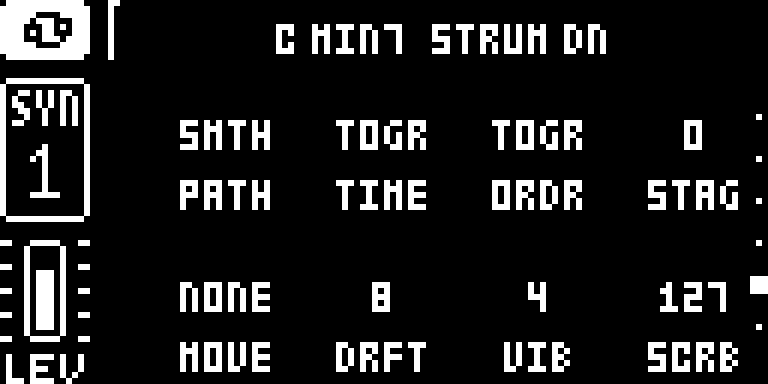 C MIN7 STRUM DN
SYN
1
SMTH TOGR TOGR 0
PATH TIME ORDR STAG
NONE 8 4 127
MOVE DRFT VIB SCRB
LEV